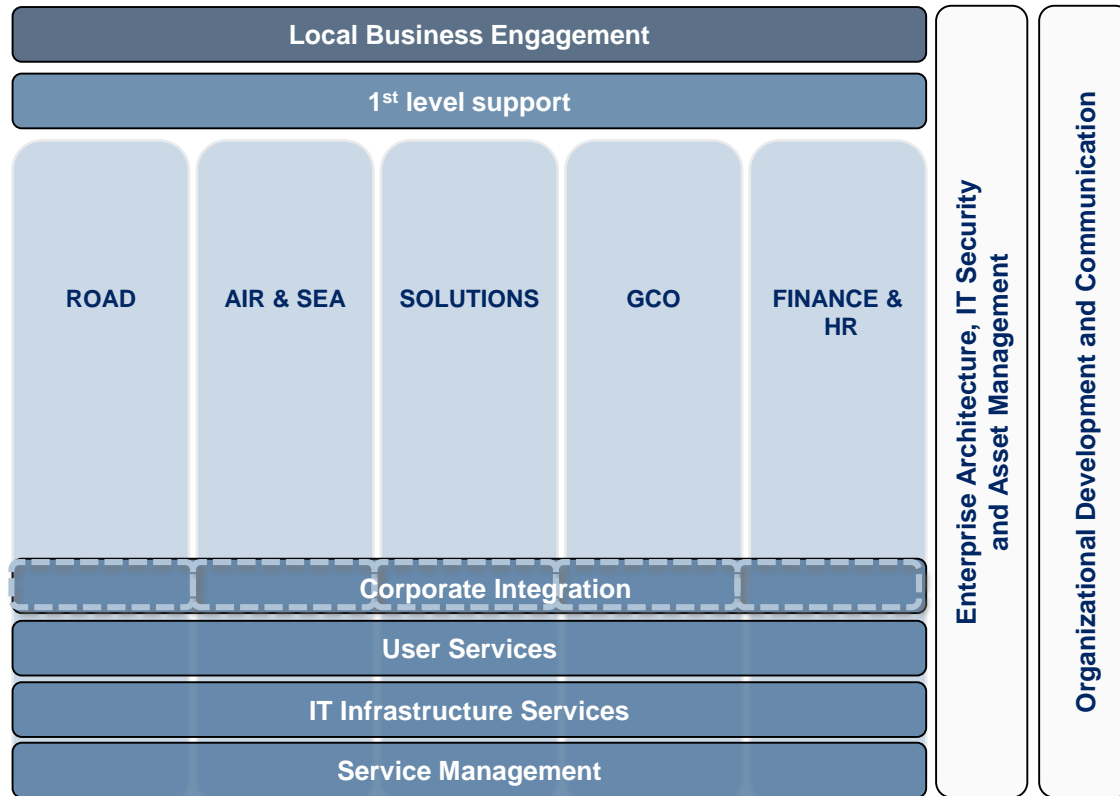 Local Business Engagement
1st level support
ROAD
AIR & SEA
SOLUTIONS
GCO
FINANCE &
HR
Corporate Integration
User Services
IT Infrastructure Services
Service Management
Enterprise Architecture, IT Security
and Asset Management
Organizational Development and Communication